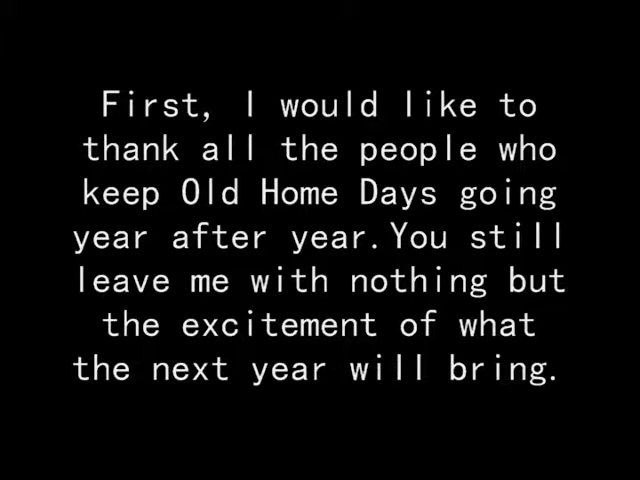 First, I would like to
thank all the people who
keep Old Home Days going
year after year.You still
leave me with nothing but
the excitement of what
the next year will bring.